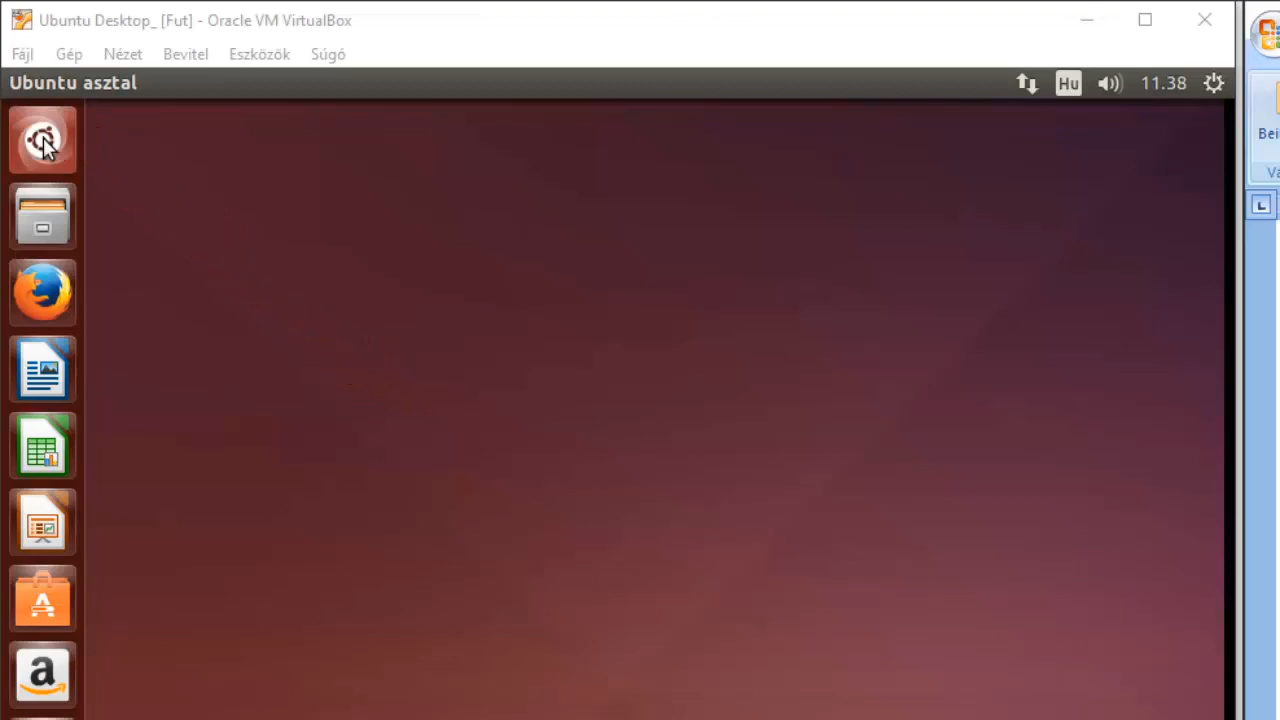 Ubuntu Desktop_ [Fut] - Oracle VM VirtualBox
Fájl Gép Nézet Bevitel Eszközök Súgó
Ubuntu asztal
Hu
11.38